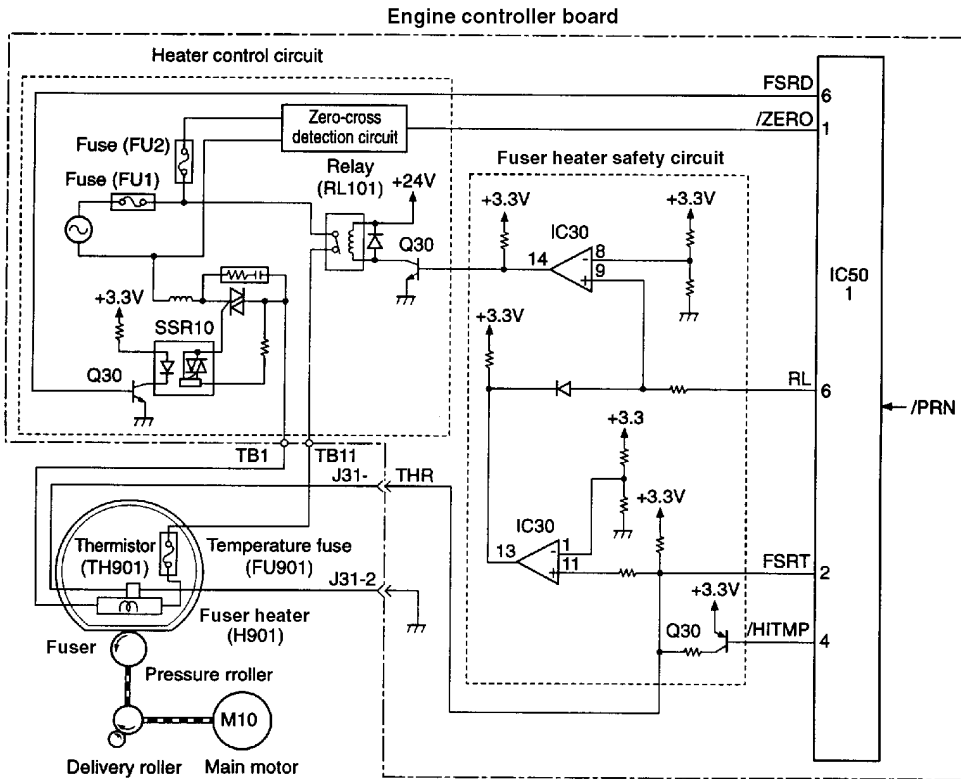 Engine controller board
Heater control circuit
FSRD
6
Zero-cross
detection circuit
/ZERO
1
Fuse (FU2)
Fuse (FU1)
Relay
(RL101)
+24V
Fuser heater safety circuit
+3.3V
+3.3V
IC30
Q30
14
8
-
9
+
IC50
1
+3.3V
SSR10
+3.3V
Q30
RL
6
/PRN
+3.3
TB1
TB11
J31-
THR
+3.3V
IC30
13
1
-
11
+
Thermistor
(TH901)
Temperature fuse
(FU901)
FSRT
2
J31-2
+3.3V
Fuser heater
(H901)
Q30
/HITMP
4
Fuser
Pressure rroller
M10
Delivery roller
Main motor